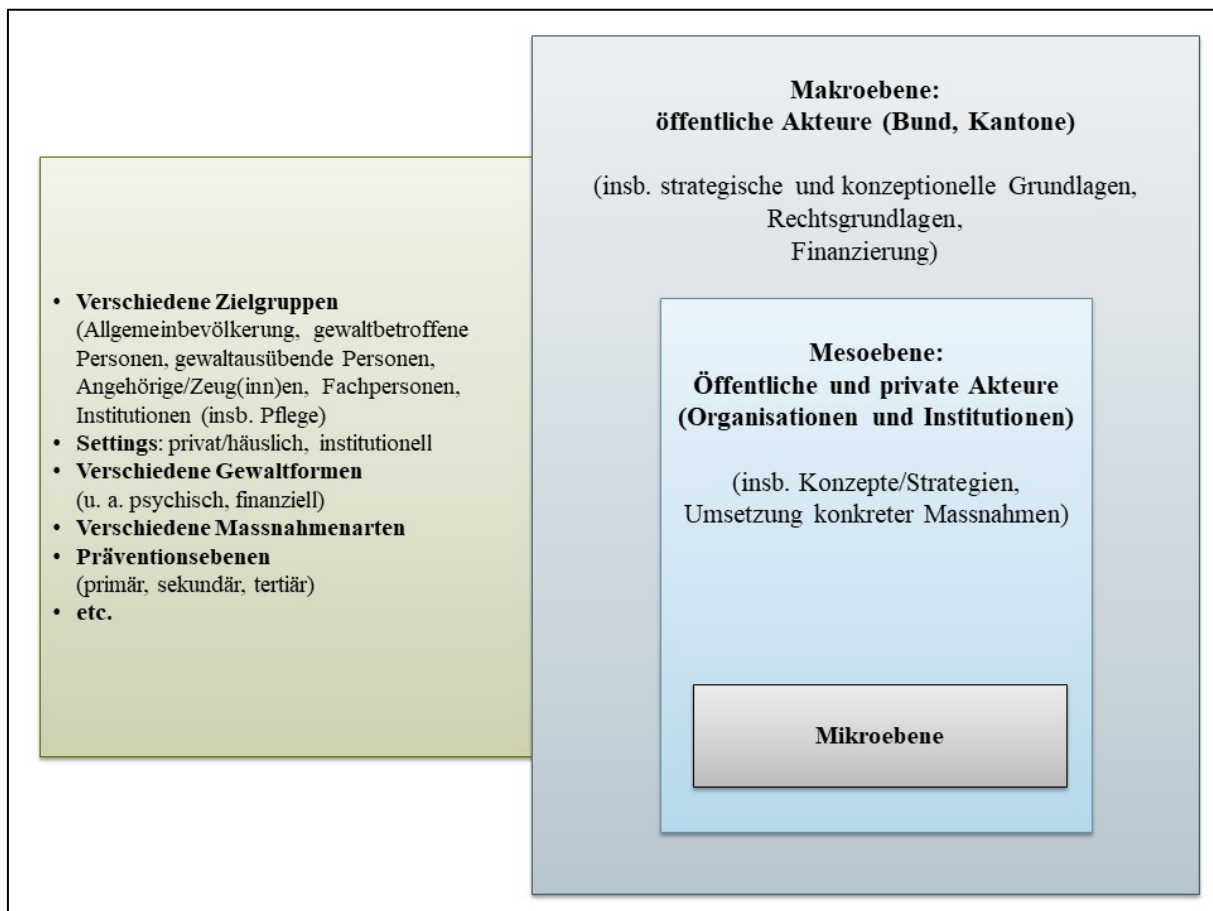 Makroebene:
öffentliche Akteure (Bund, Kantone)
(insb. strategische und konzeptionelle Grundlagen,
Rechtsgrundlagen,
Finanzierung)
• Verschiedene Zielgruppen
(Allgemeinbevölkerung, gewaltbetroffene
Personen, gewaltausübende Personen,
Angehörige/Zeug(inn)en, Fachpersonen,
Institutionen (insb. Pflege)
• Settings: privat/häuslich, institutionell
• Verschiedene Gewaltformen
(u. a. psychisch, finanziell)
• Verschiedene Massnahmenarten
• Präventionsebenen
(primär, sekundär, tertiär)
• etc.
Mesoebene:
Öffentliche und private Akteure
(Organisationen und Institutionen)
(insb. Konzepte/Strategien,
Umsetzung konkreter Massnahmen)
Mikroebene